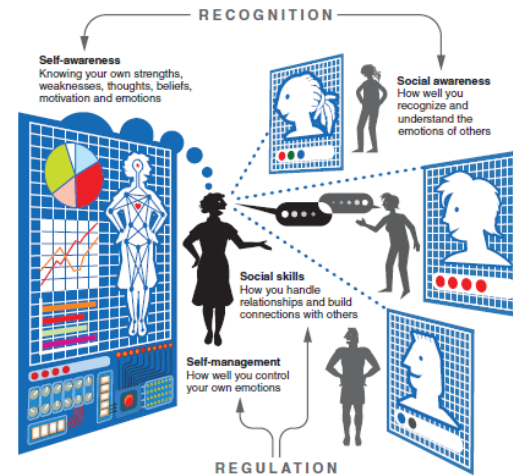 RECOGNITION
Self-awareness
Knowing your own strengths,
weaknesses, thoughts, beliefs,
motivation and emotions
Social awareness
How well you
recognize and
understand the
emotions of others
Social skills
How you handle
relationships and build
connections with others
Self-management
How well you control
your own emotions
REGULATION